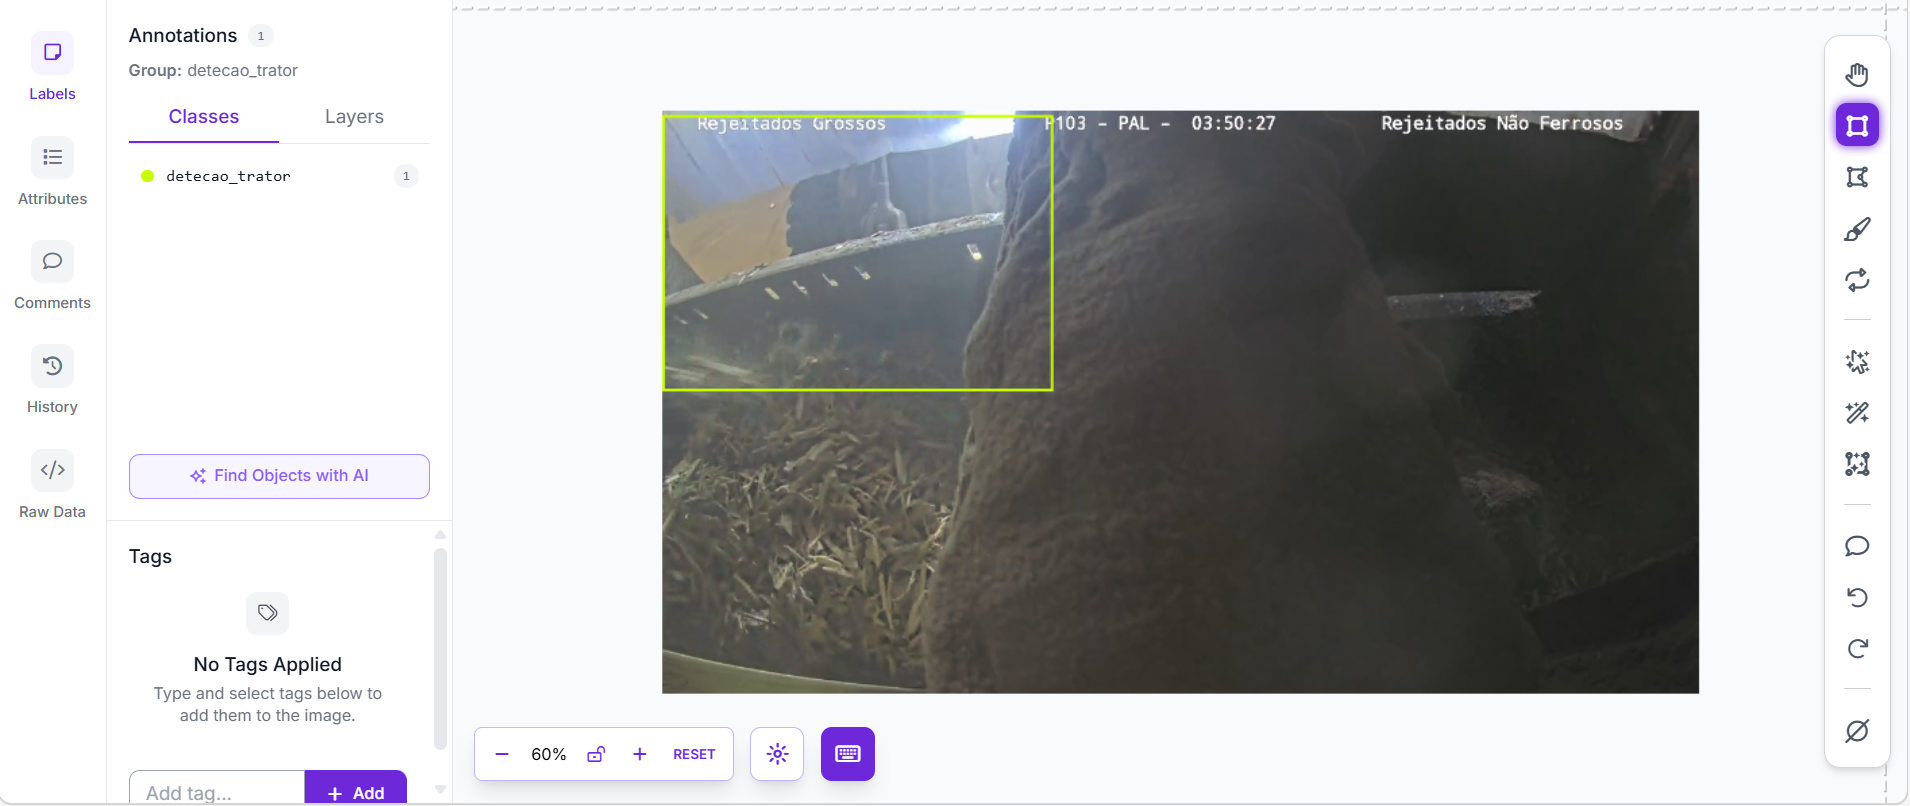 Labels
Attributes
Comments
History
Raw Data
Annotations 1
Group: detecao_trator
Classes Layers
detecao_trator 1
Find Objects with AI
Tags
No Tags Applied
Type and select tags below to
add them to the image.
Add tag...
+ Add
Rejeitados Grossos P103 - PAL - 03:50:27 Rejeitados Não Ferrosos
60%
RESET